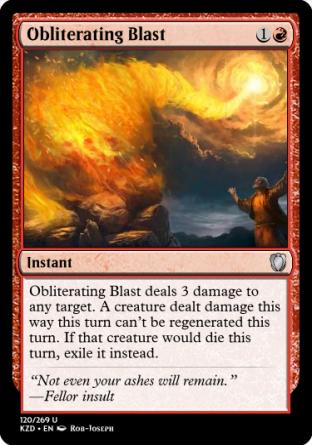 Obliterating Blast 1
Instant
Obliterating Blast deals 3 damage to
any target. A creature dealt damage this
way this turn can't be regenerated this
turn. If that creature would die this
turn, exile it instead.
“Not even your ashes will remain.”
—Fellor insult
120/269 U
KZD • EN Rob-Joseph